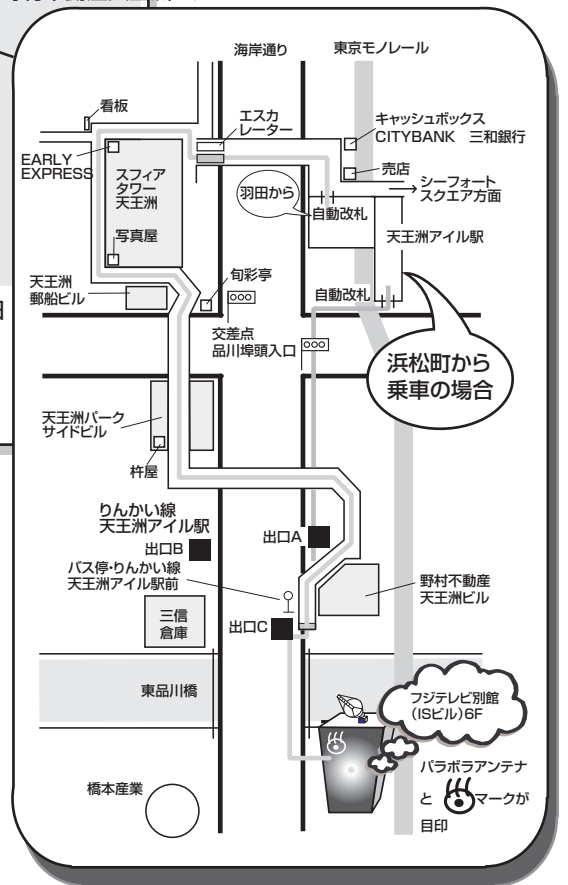 海岸通り
東京モノレール
看板
エスカ
レーター
キャッシュボックス
CITYBANK 三和銀行
EARLY
EXPRESS
スフィア
タワー
天王洲
売店
シーフォート
スクエア方面
羽田から
自動改札
天王洲アイル駅
写真屋
天王洲
郵船ビル
旬彩亭
自動改札
交差点
品川埠頭入口
浜松町から
乗車の場合
天王洲パーク
サイドビル
杵屋
りんかい線
天王洲アイル駅
出口A
出口B
バス停・りんかい線
天王洲アイル駅前
野村不動産
天王洲ビル
三信
倉庫
出口C
東品川橋
フジテレビ別館
(ISビル)6F
パラボラアンテナ
と マークが
目印
橋本産業